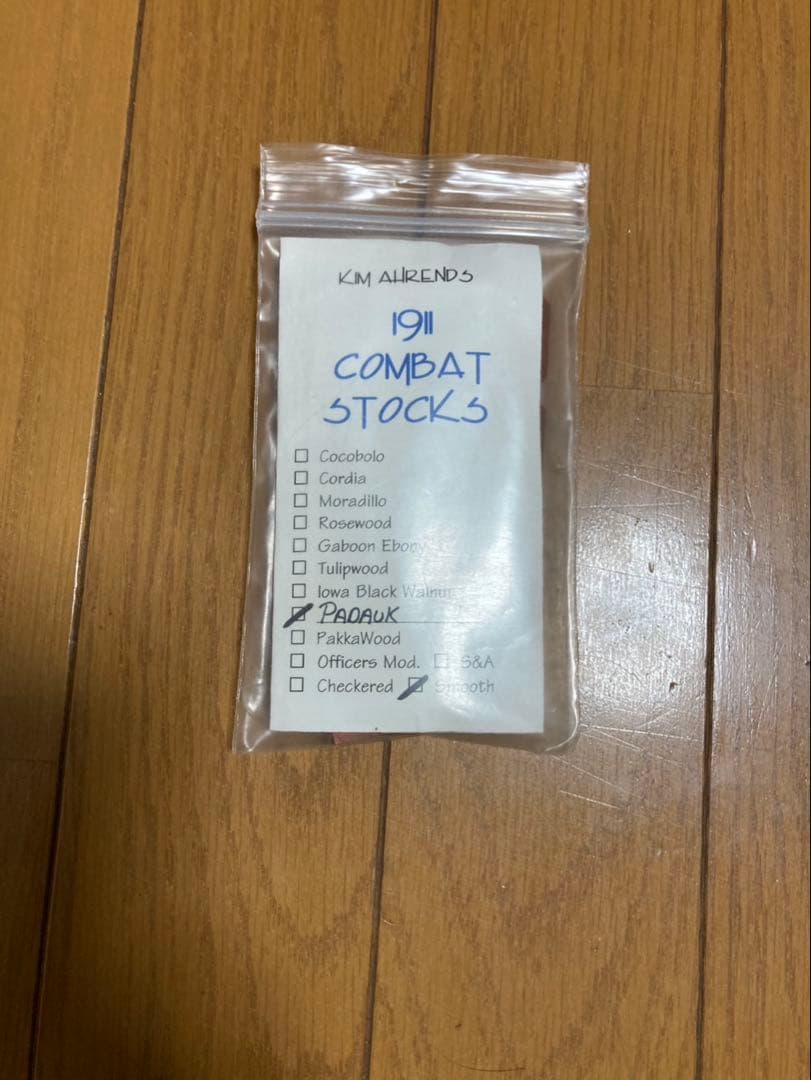 KIM AHRENDS
1911
COMBAT
STOCKS
Cocobolo
Cordia
Moradillo
Rosewood
Gaboon Ebony
Tulipwood
Iowa Black Walnut
PADAUK
PakkaWood
Officers Mod. S&A
Checkered Smooth